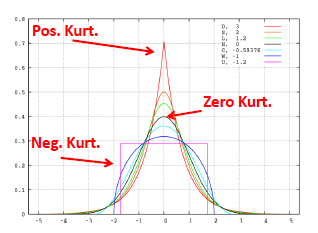 0.8
0.7
0.6
0.5
0.4
0.3
0.2
0.1
0
-5
-4
-3
-2
-1
0
1
2
3
4
5
D, 3
S, 2
L, 1.2
N, 0
C, -0.59376
W, -1
U, -1.2
Pos. Kurt.
Zero Kurt.
Neg. Kurt.